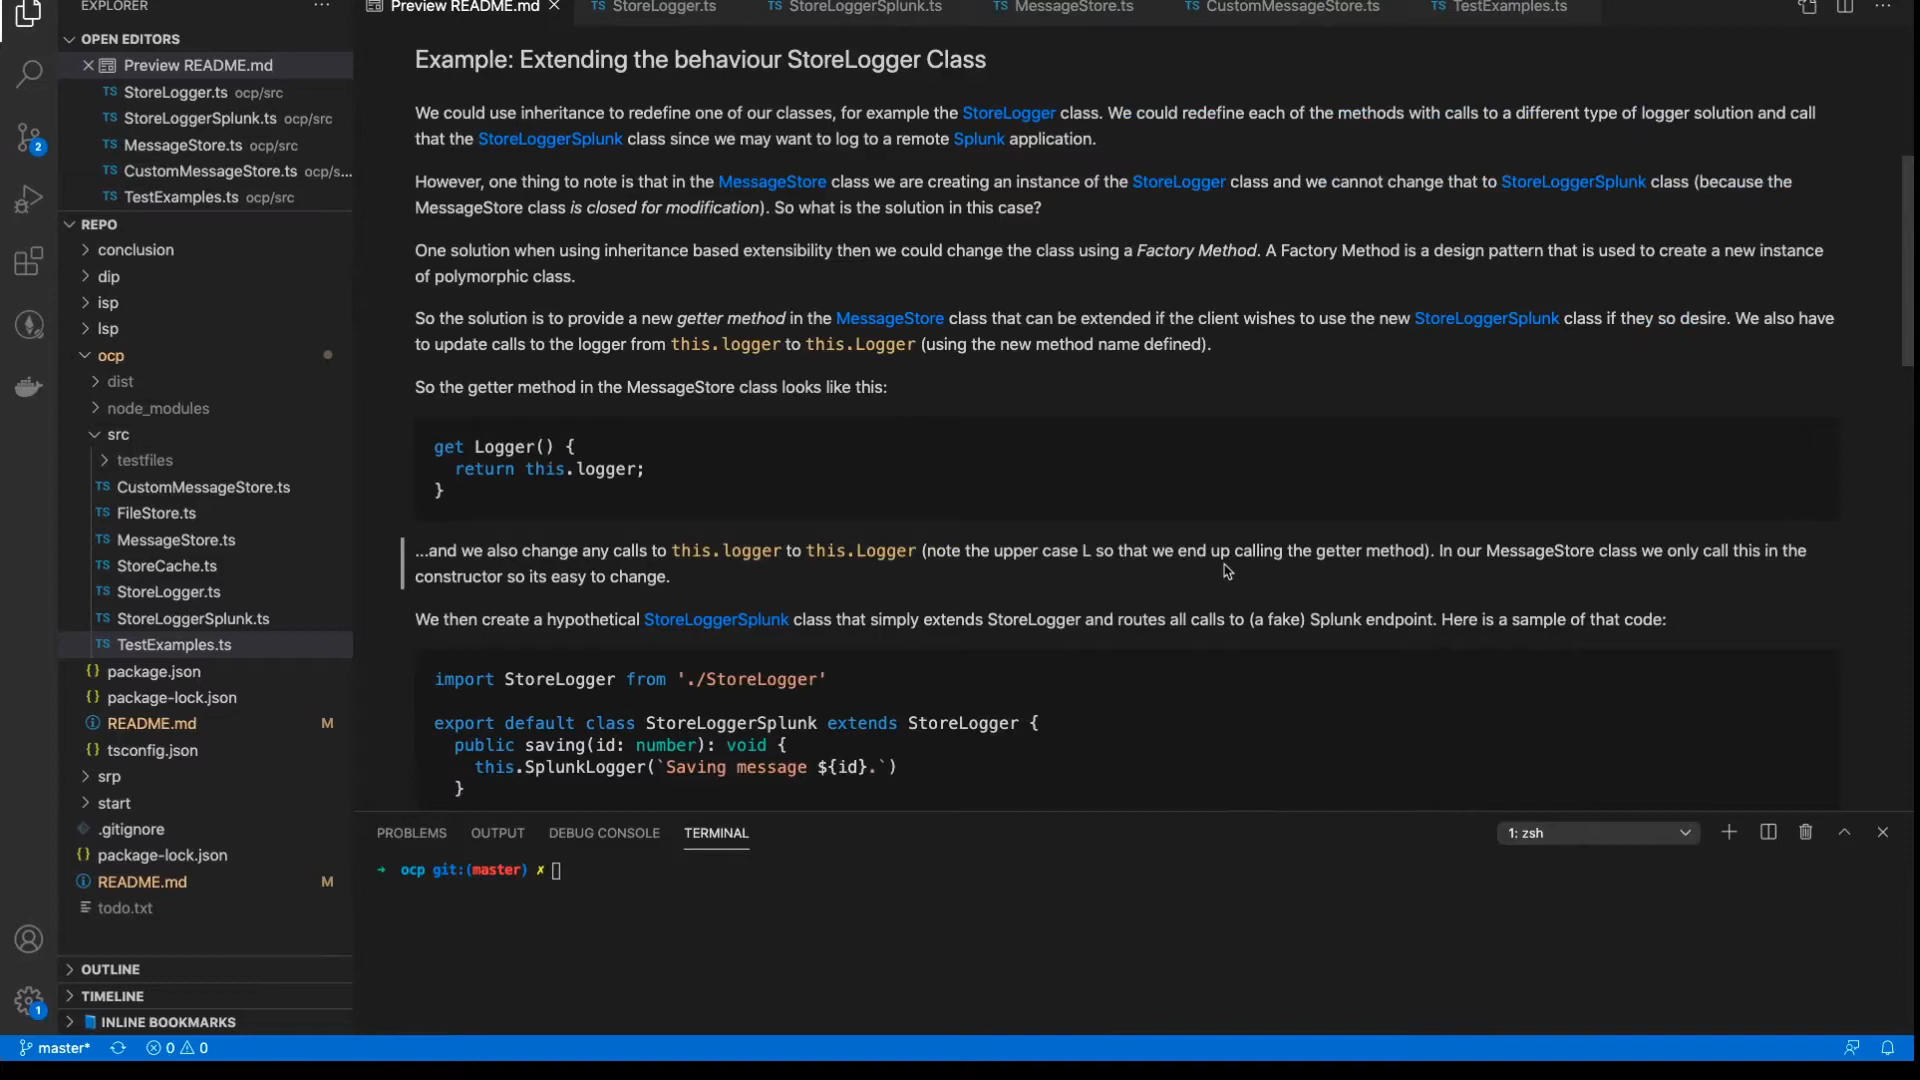 EXPLORER
···
OPEN EDITORS
Preview README.md
TS StoreLogger.ts ocp/src
TS StoreLoggerSplunk.ts ocp/src
TS MessageStore.ts ocp/src
TS CustomMessageStore.ts ocp/s...
TS TestExamples.ts ocp/src
REPO
conclusion
dip
isp
lsp
ocp
dist
node_modules
src
testfiles
TS CustomMessageStore.ts
TS FileStore.ts
TS MessageStore.ts
TS StoreCache.ts
TS StoreLogger.ts
TS StoreLoggerSplunk.ts
TS TestExamples.ts
{} package.json
{} package-lock.json
README.md M
{} tsconfig.json
srp
start
.gitignore
{} package-lock.json
README.md M
todo.txt
OUTLINE
TIMELINE
INLINE BOOKMARKS
2
1
Preview README.md
TS StoreLogger.ts
TS StoreLoggerSplunk.ts
TS MessageStore.ts
TS CustomMessageStore.ts
TS TestExamples.ts
Example: Extending the behaviour StoreLogger Class
We could use inheritance to redefine one of our classes, for example the StoreLogger class. We could redefine each of the methods with calls to a different type of logger solution and call
that the StoreLoggerSplunk class since we may want to log to a remote Splunk application.
However, one thing to note is that in the MessageStore class we are creating an instance of the StoreLogger class and we cannot change that to StoreLoggerSplunk class (because the
MessageStore class is closed for modification). So what is the solution in this case?
One solution when using inheritance based extensibility then we could change the class using a Factory Method. A Factory Method is a design pattern that is used to create a new instance
of polymorphic class.
So the solution is to provide a new getter method in the MessageStore class that can be extended if the client wishes to use the new StoreLoggerSplunk class if they so desire. We also have
to update calls to the logger from this.logger to this.Logger (using the new method name defined).
So the getter method in the MessageStore class looks like this:
get Logger() {
return this.logger;
}
...and we also change any calls to this.logger to this.Logger (note the upper case L so that we end up calling the getter method). In our MessageStore class we only call this in the
constructor so its easy to change.
We then create a hypothetical StoreLoggerSplunk class that simply extends StoreLogger and routes all calls to (a fake) Splunk endpoint. Here is a sample of that code:
import StoreLogger from './StoreLogger'
export default class StoreLoggerSplunk extends StoreLogger {
public saving(id: number): void {
this.SplunkLogger(`Saving message ${id}.`)
}
PROBLEMS OUTPUT DEBUG CONSOLE TERMINAL
1: zsh
→ ocp git:(master) ✗
master* 0 0